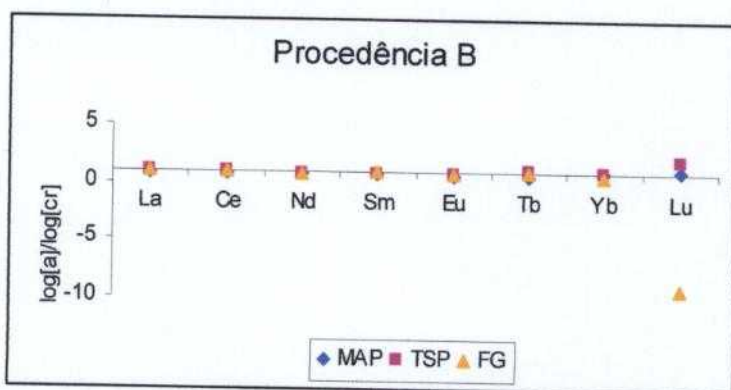 Procedência B
log[a]/log[cr]
5
0
-5
-10
La Ce Nd Sm Eu Tb Yb Lu
MAP TSP FG